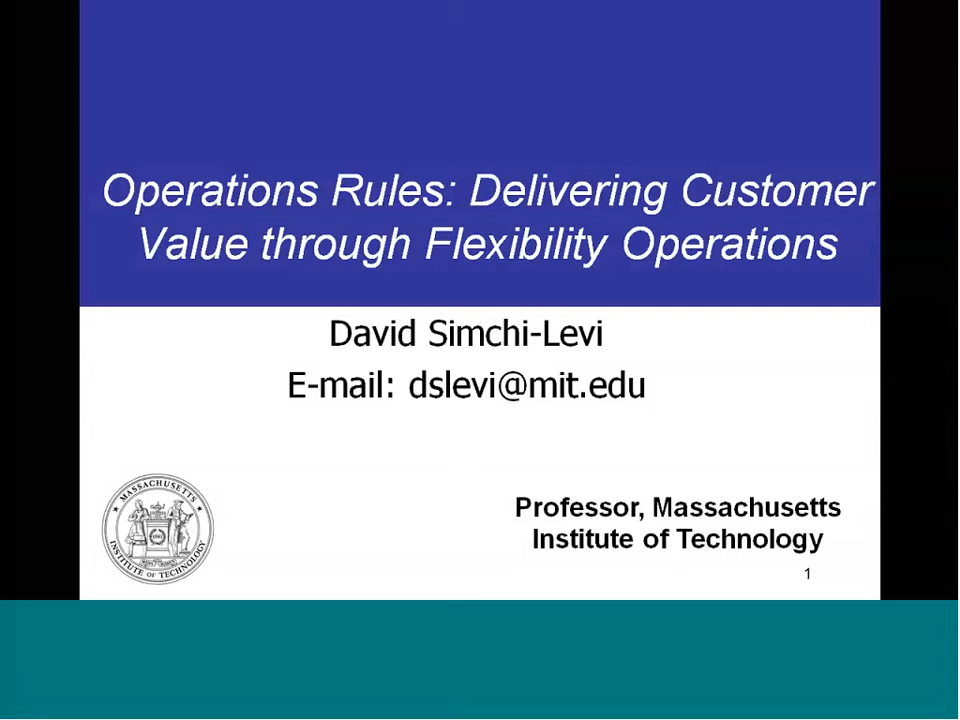 Operations Rules: Delivering Customer
Value through Flexibility Operations
David Simchi-Levi
E-mail: dslevi@mit.edu
MASSACHUSETTS
INSTITUTE OF TECHNOLOGY
Professor, Massachusetts
Institute of Technology
1